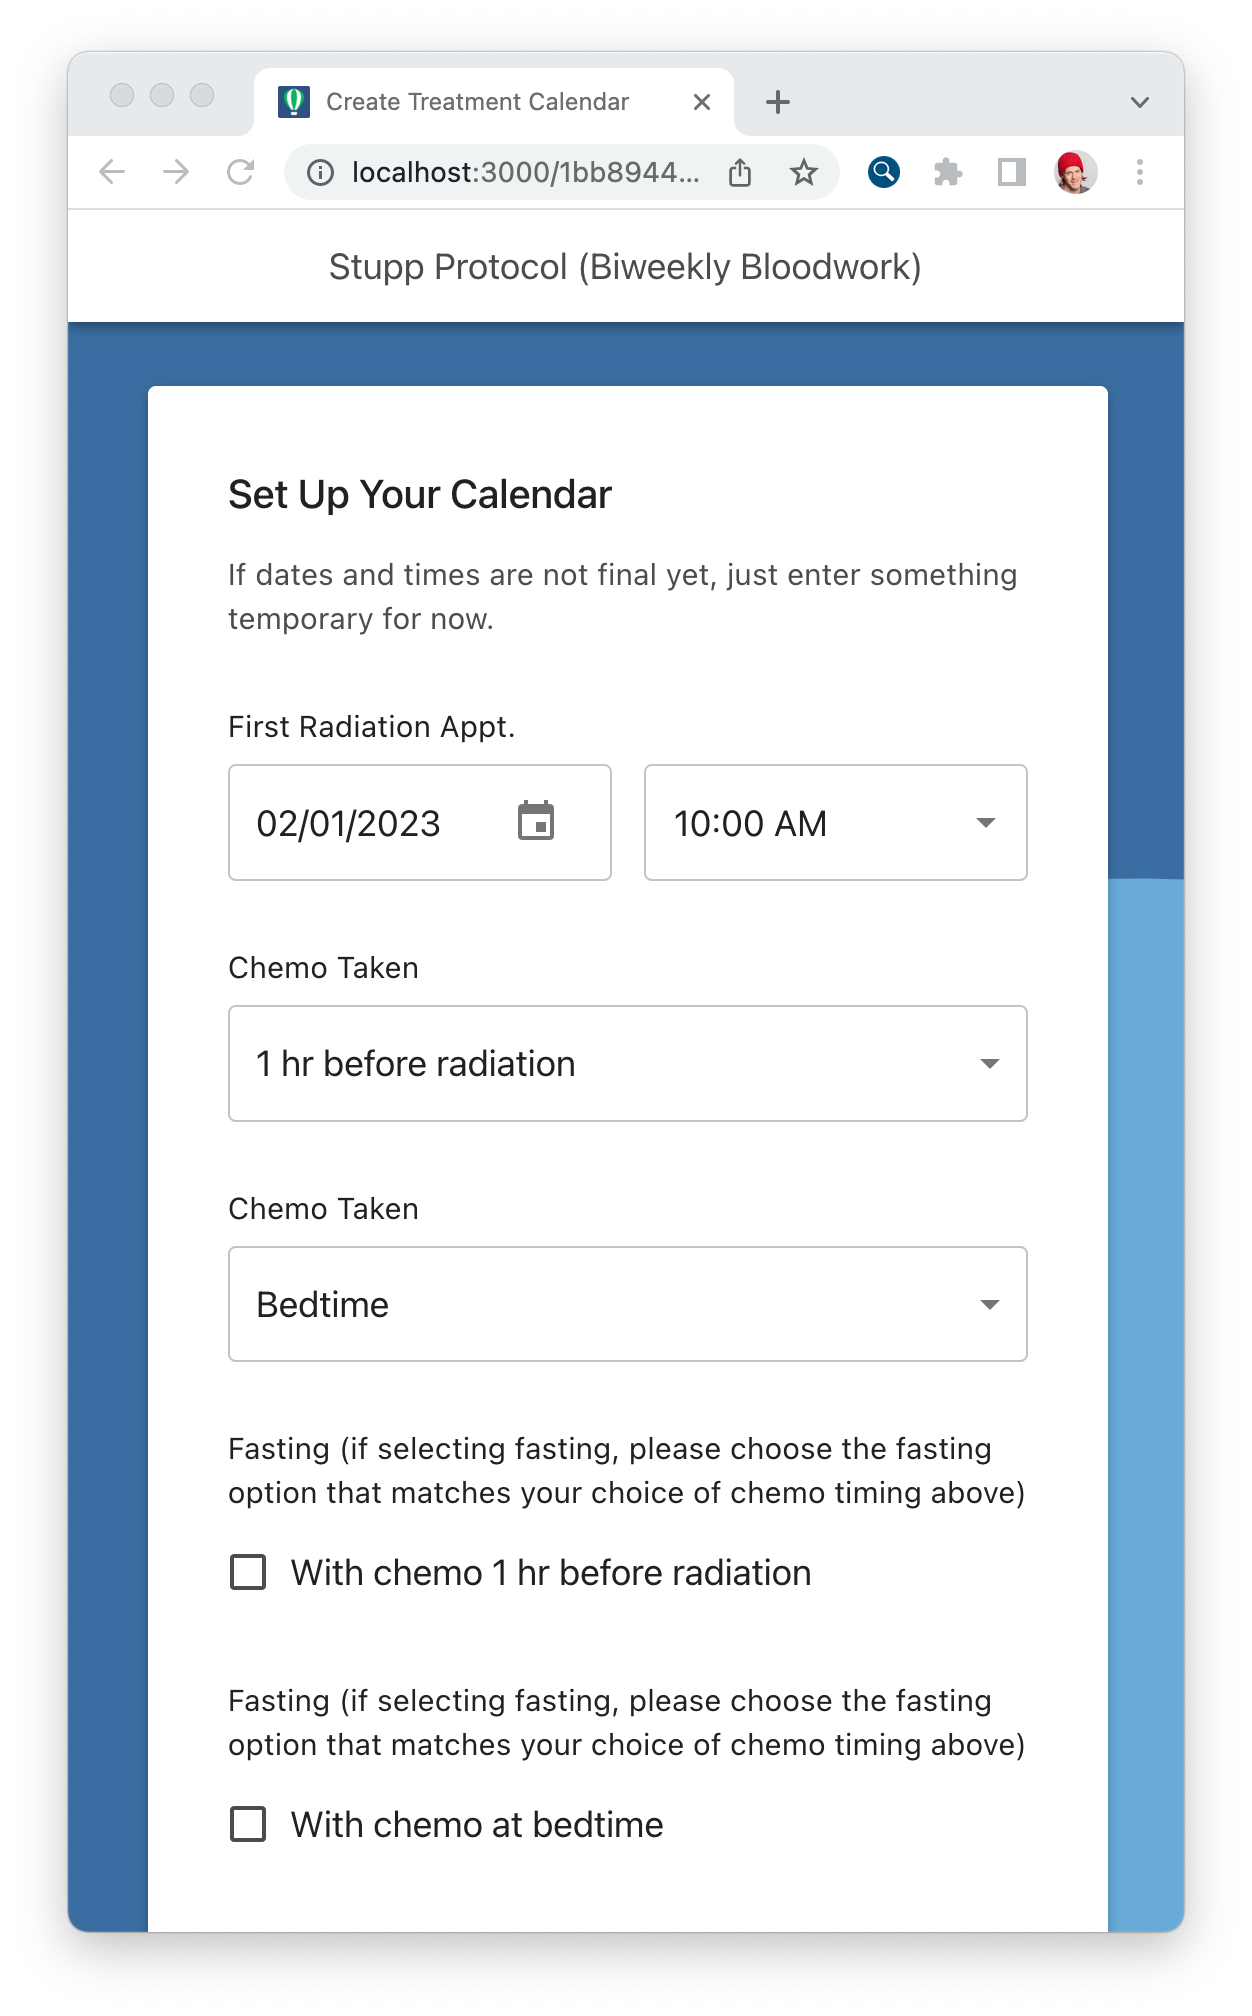 Create Treatment Calendar
localhost:3000/1bb8944...
Stupp Protocol (Biweekly Bloodwork)
Set Up Your Calendar
If dates and times are not final yet, just enter something
temporary for now.
First Radiation Appt.
02/01/2023
10:00 AM
Chemo Taken
1 hr before radiation
Chemo Taken
Bedtime
Fasting (if selecting fasting, please choose the fasting
option that matches your choice of chemo timing above)
With chemo 1 hr before radiation
Fasting (if selecting fasting, please choose the fasting
option that matches your choice of chemo timing above)
With chemo at bedtime